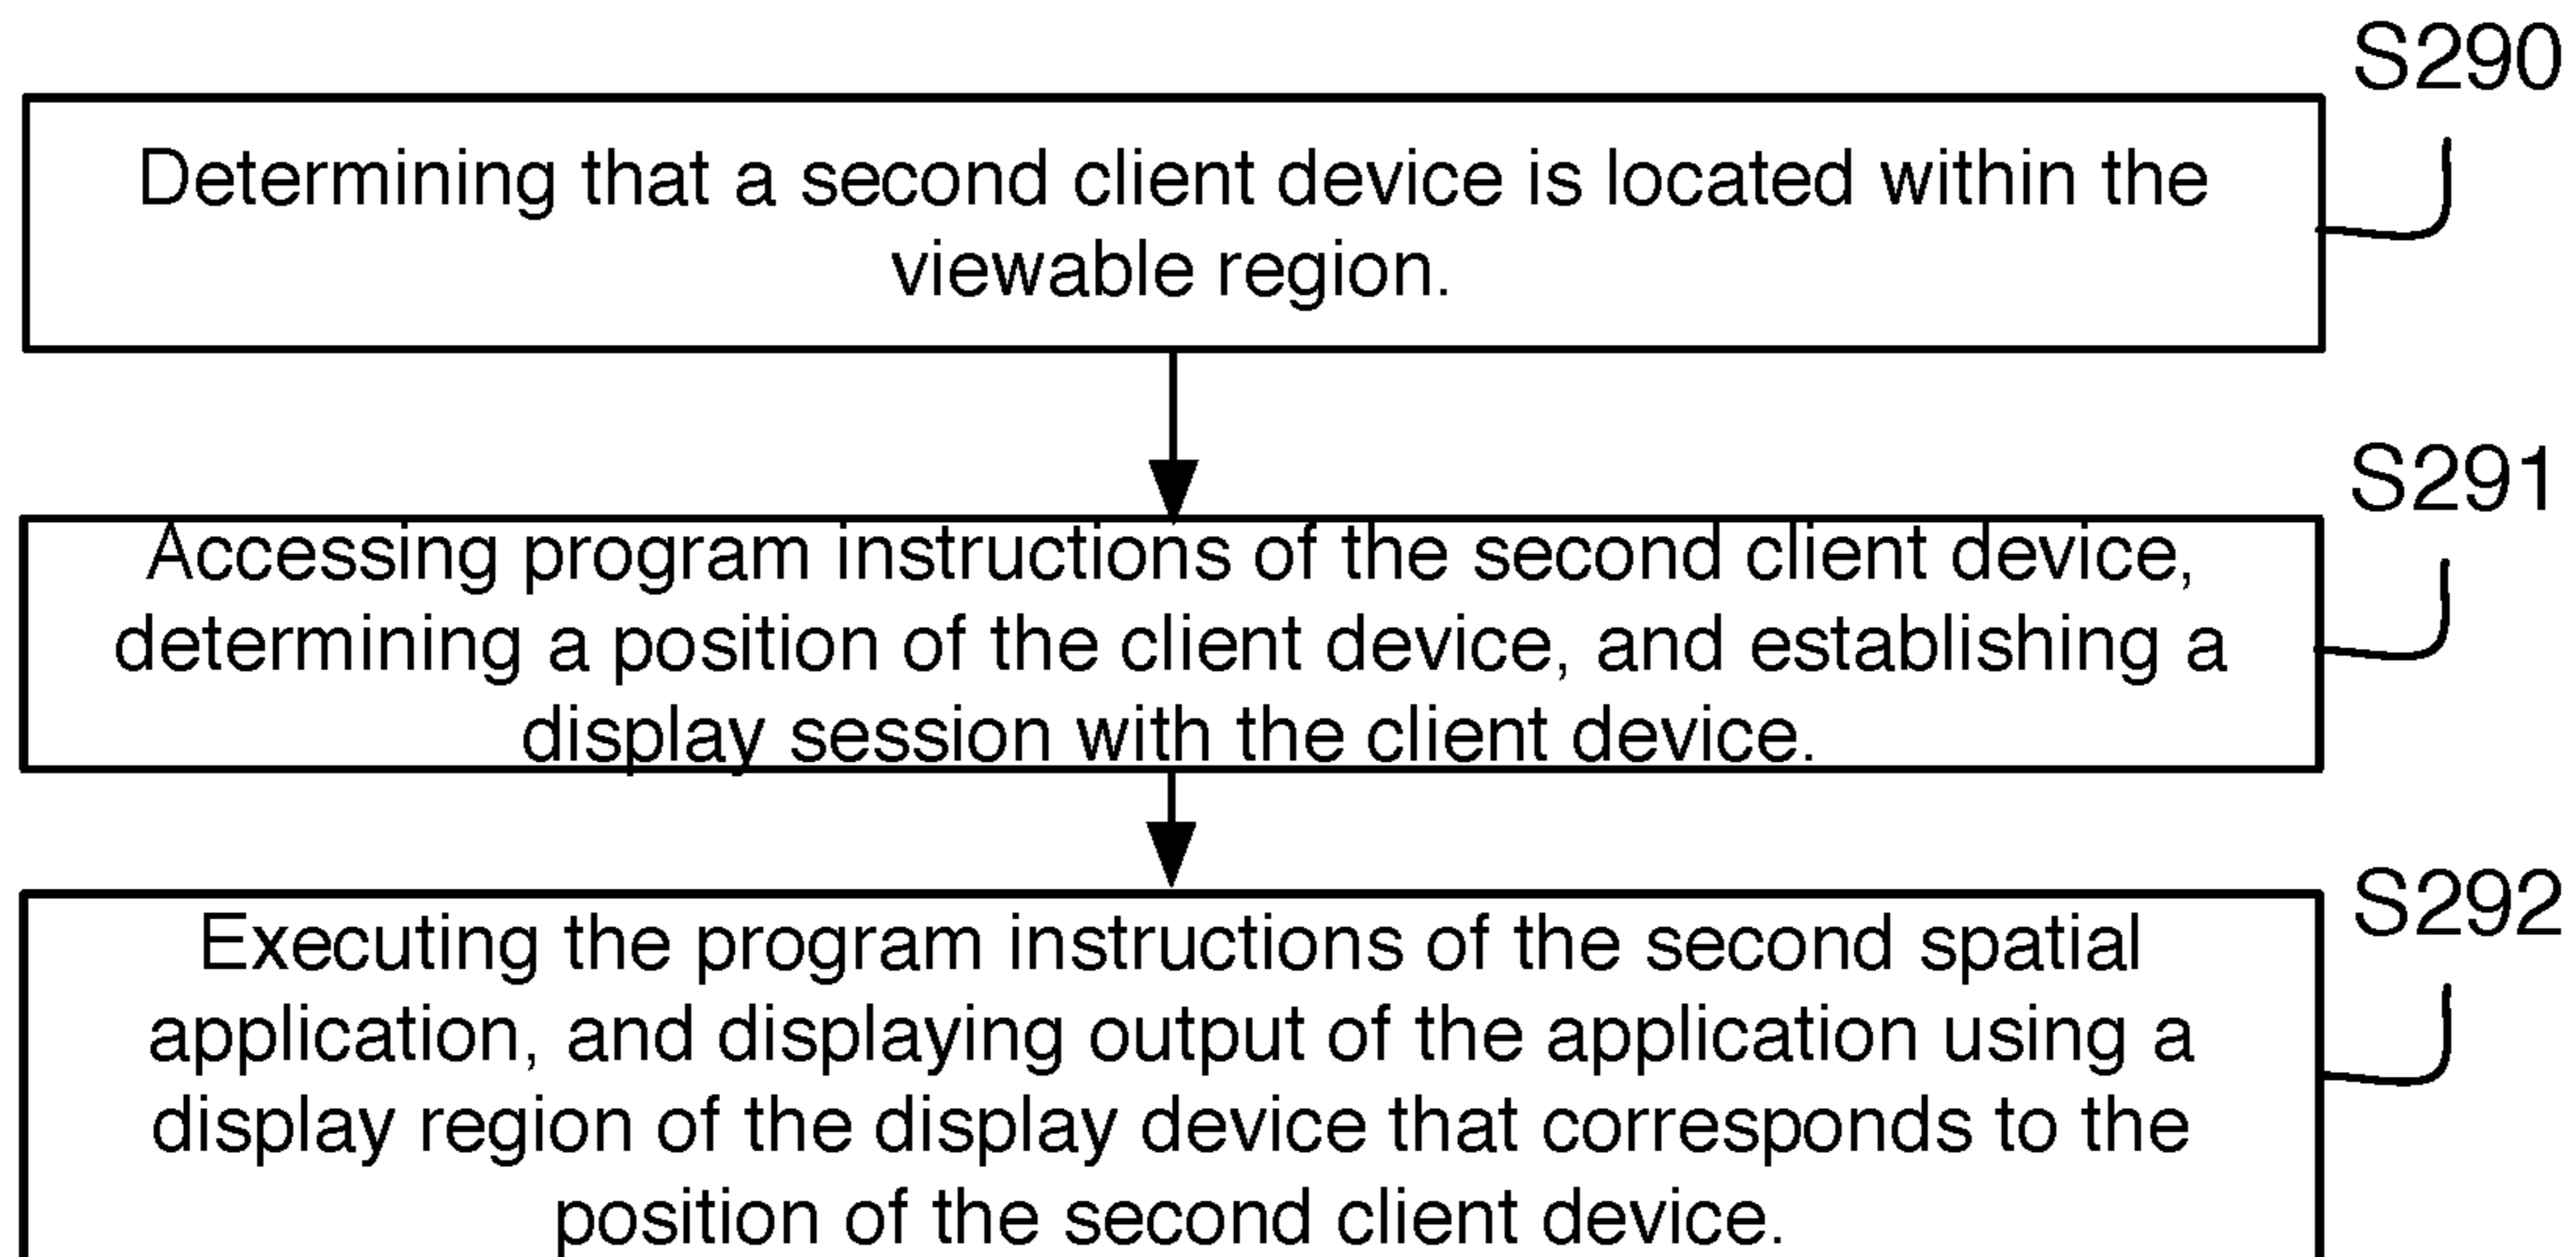 S290
Determining that a second client device is located within the
viewable region.
S291
Accessing program instructions of the second client device,
determining a position of the client device, and establishing a
display session with the client device.
S292
Executing the program instructions of the second spatial
application, and displaying output of the application using a
display region of the display device that corresponds to the
position of the second client device.